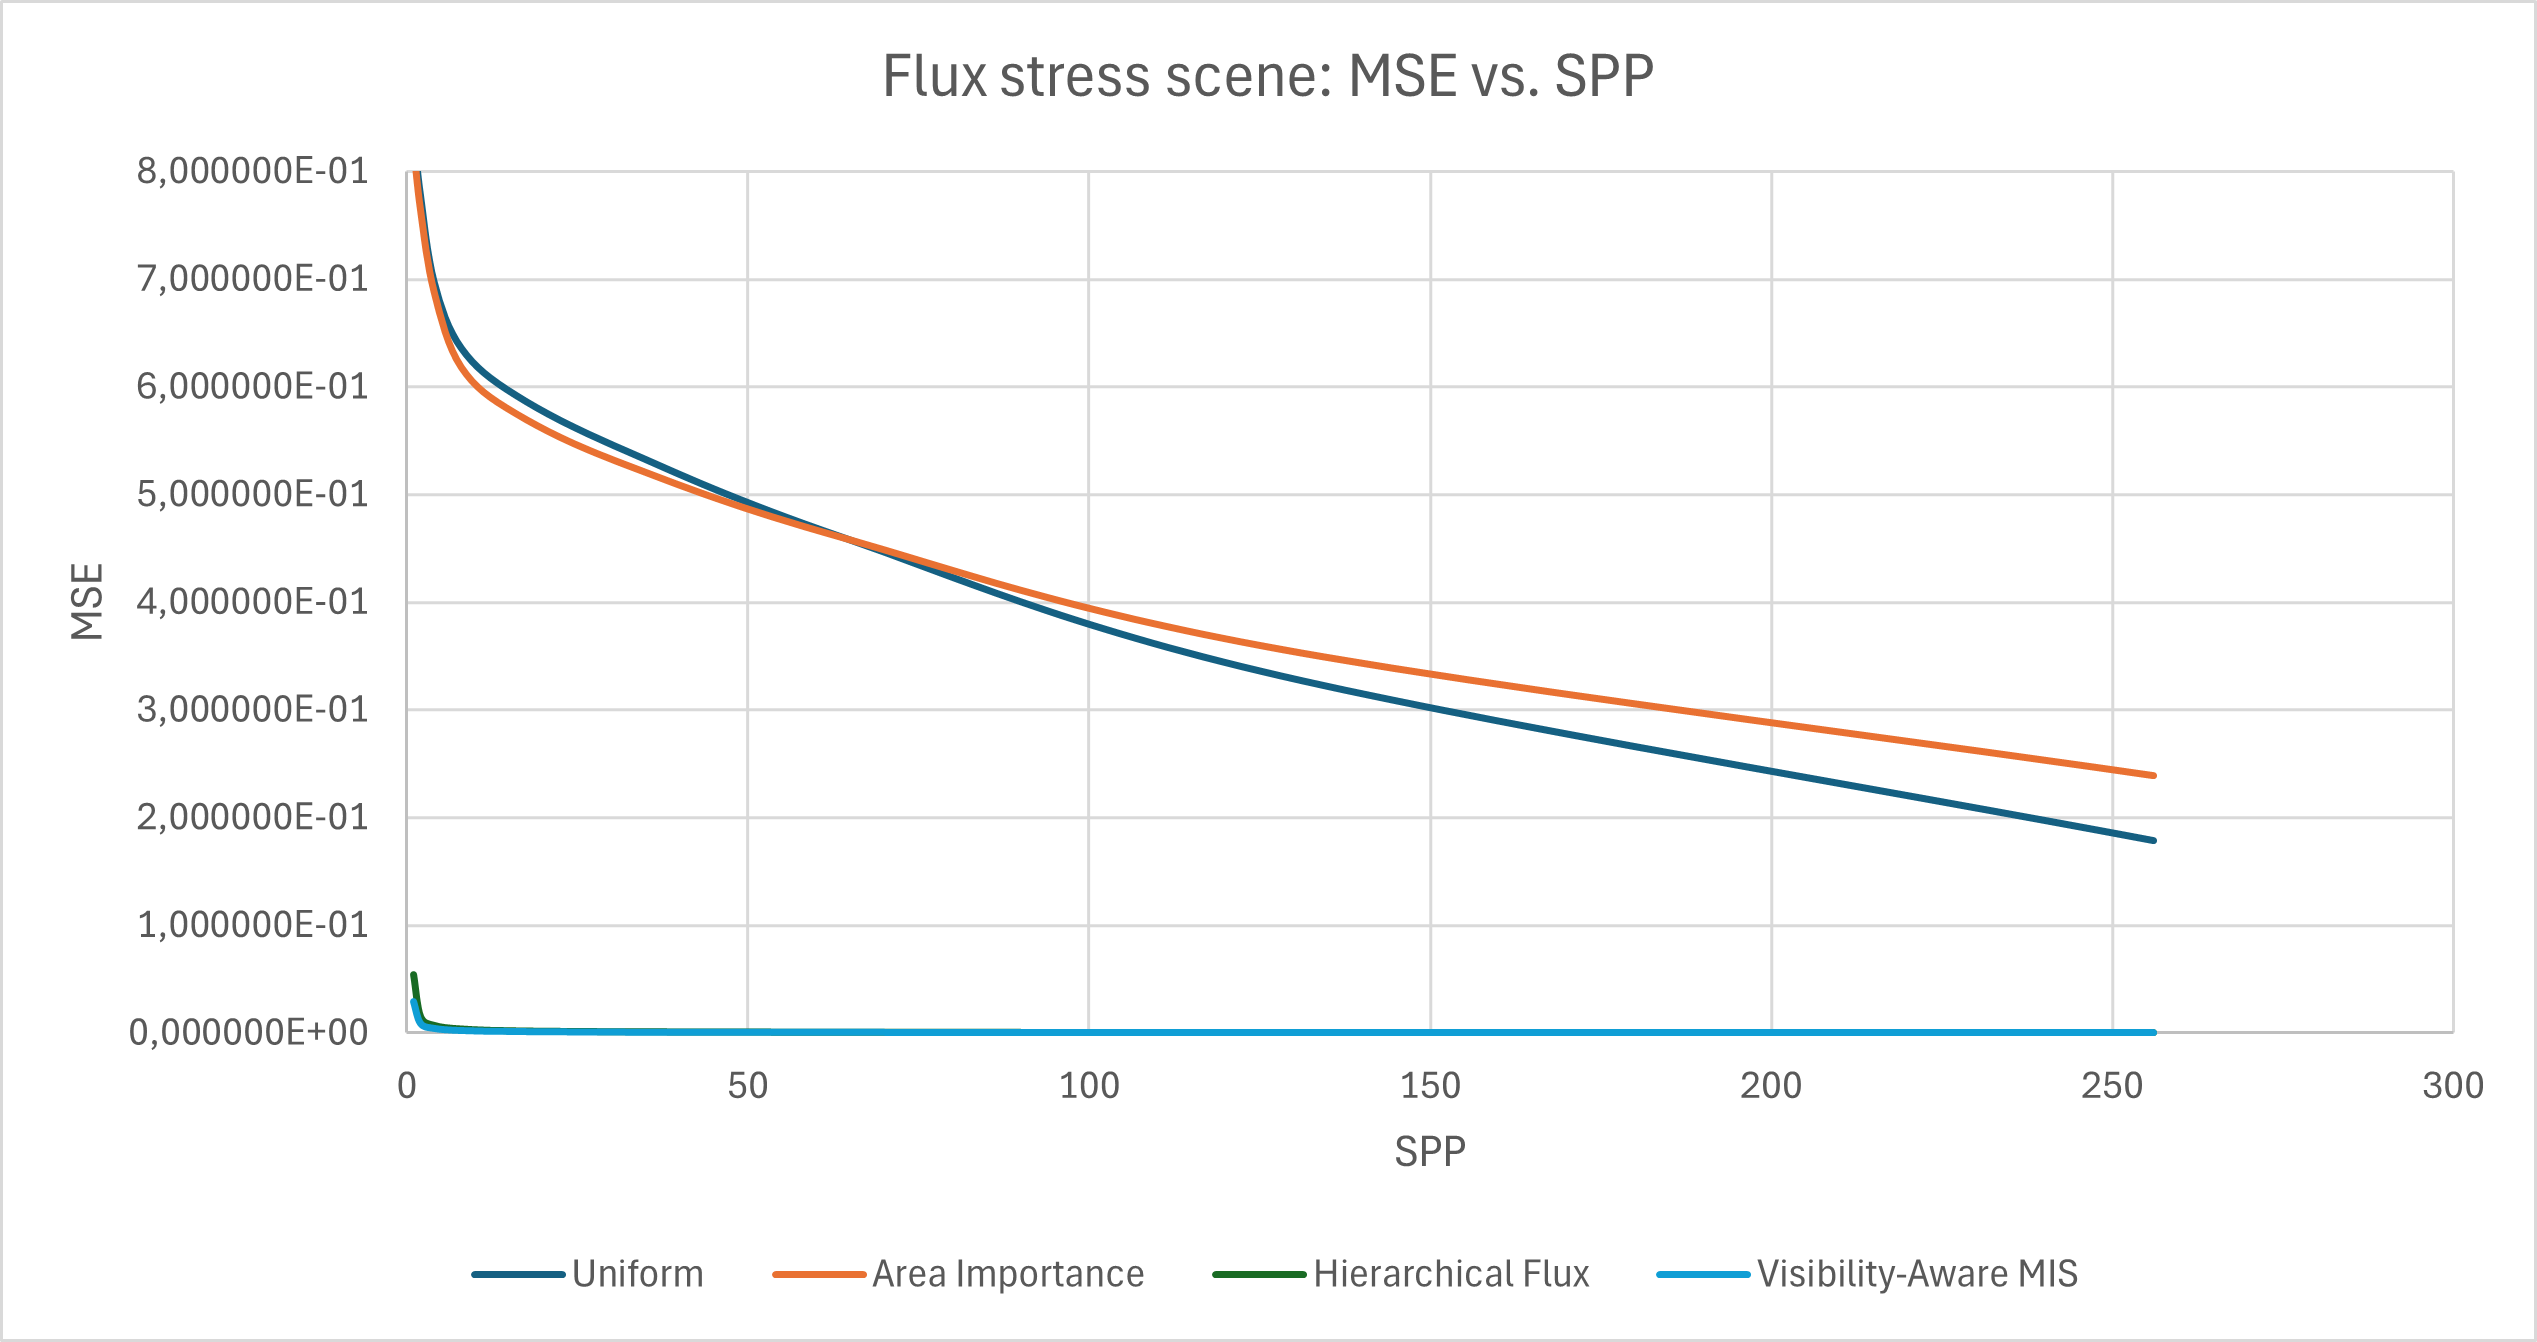 Flux stress scene: MSE vs. SPP
8,000000E-01
7,000000E-01
6,000000E-01
5,000000E-01
4,000000E-01
3,000000E-01
2,000000E-01
1,000000E-01
0,000000E+00
MSE
0 50 100 150 200 250 300
SPP
Uniform Area Importance Hierarchical Flux Visibility-Aware MIS